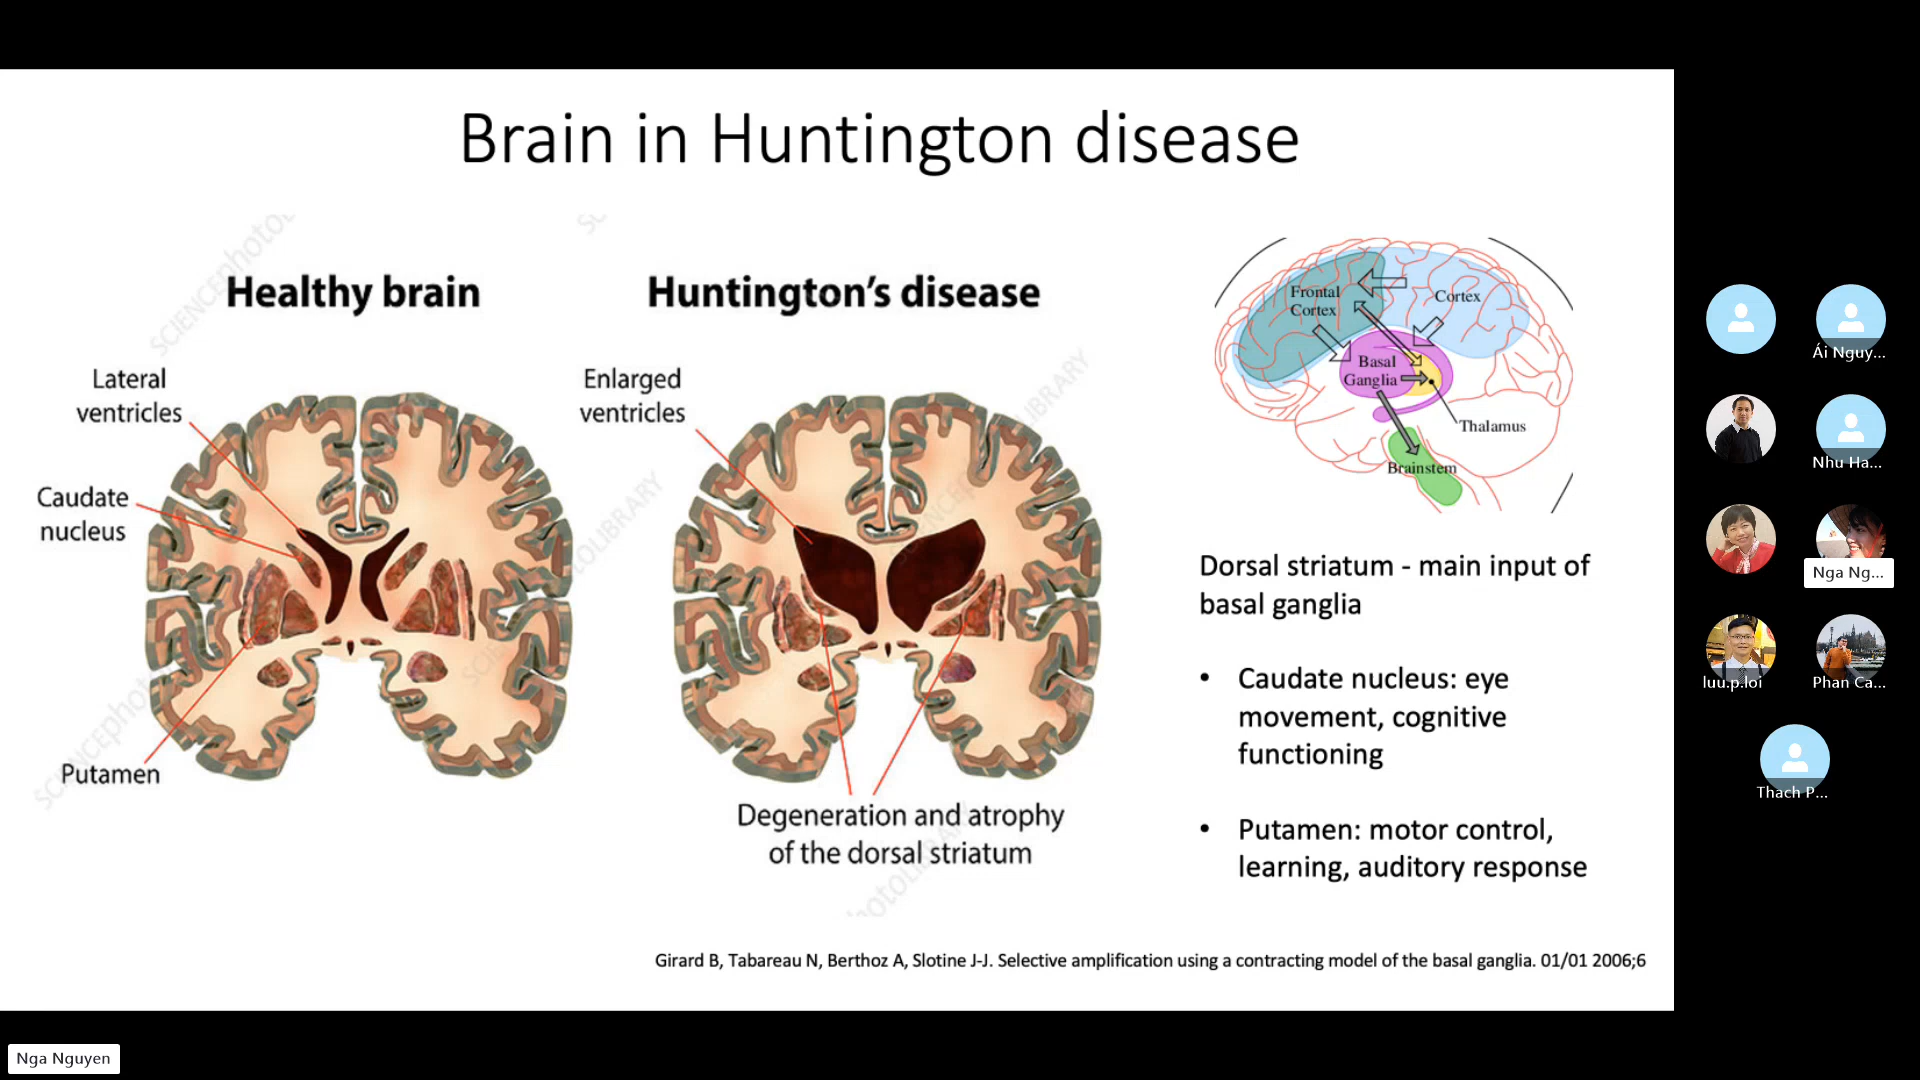 Brain in Huntington disease
Healthy brain
Lateral
ventricles
Caudate
nucleus
Putamen
Huntington's disease
Enlarged
ventricles
Degeneration and atrophy
of the dorsal striatum
Frontal
Cortex
Cortex
Basal
Ganglia
Thalamus
Brainstem
Dorsal striatum - main input of
basal ganglia
• Caudate nucleus: eye
movement, cognitive
functioning
• Putamen: motor control,
learning, auditory response
Girard B, Tabareau N, Berthoz A, Slotine J-J. Selective amplification using a contracting model of the basal ganglia. 01/01 2006;6
Ái Nguy...
Nhu Ha...
Nga Ng...
luu.p.loi
Phan Ca...
Thach P...
Nga Nguyen